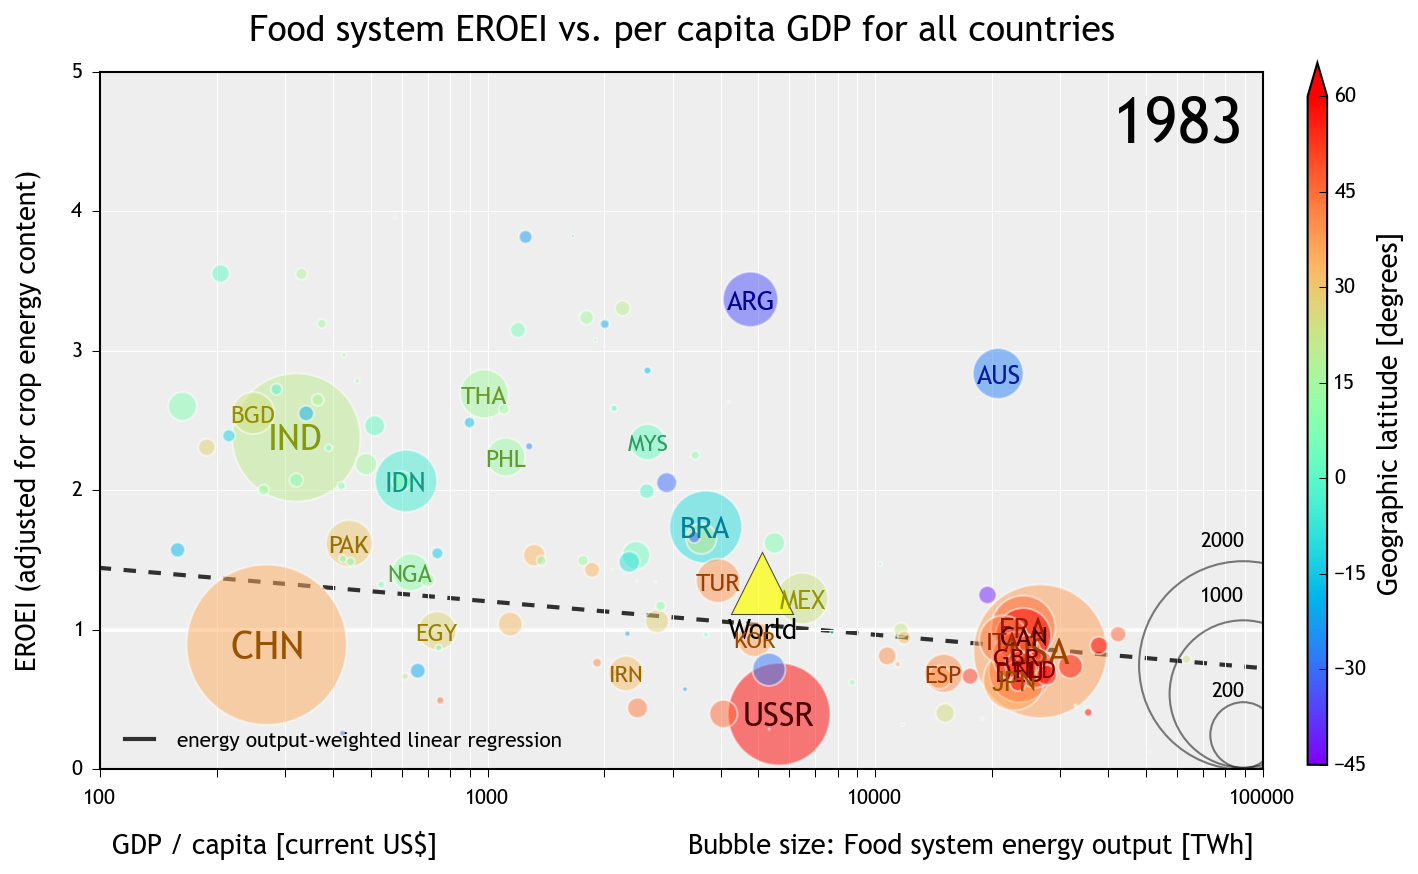 Food system EROEI vs. per capita GDP for all countries
1983
EROEI (adjusted for crop energy content)
5
4
3
2
1
0
ARG
AUS
THA
BGD
IND
MYS
PHL
IDN
BRA
PAK
NGA
TUR
MEX
World
EGY
KOR
CHN
IRN
USSR
ESP
FRA
CAN
ITA
GBR
USA
DEU
JPN
2000
1000
200
energy output-weighted linear regression
100
1000
10000
100000
GDP / capita [current US$]
Bubble size: Food system energy output [TWh]
60
45
30
15
0
−15
−30
−45
Geographic latitude [degrees]